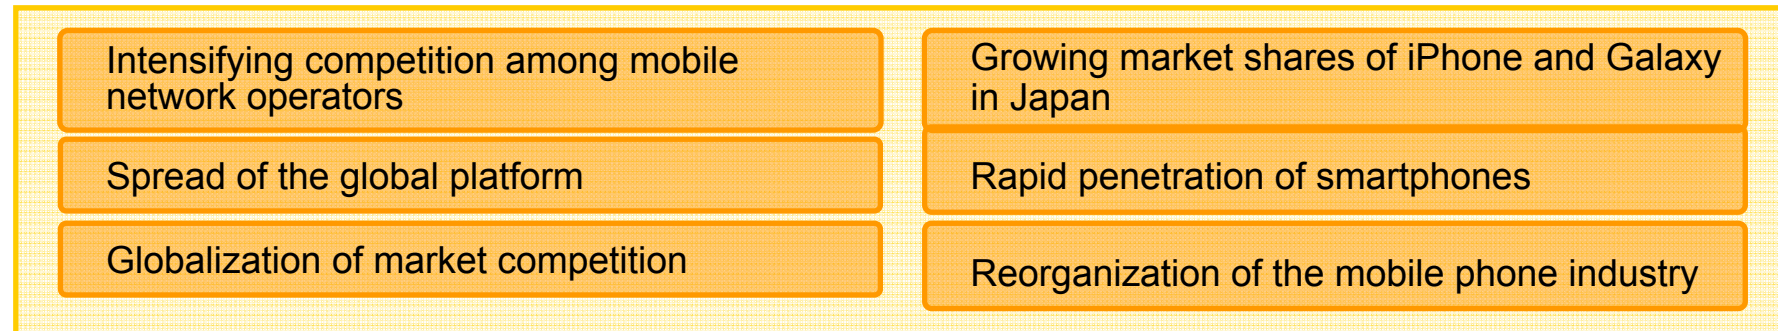 Intensifying competition among mobile
network operators
Spread of the global platform
Globalization of market competition
Growing market shares of iPhone and Galaxy
in Japan
Rapid penetration of smartphones
Reorganization of the mobile phone industry